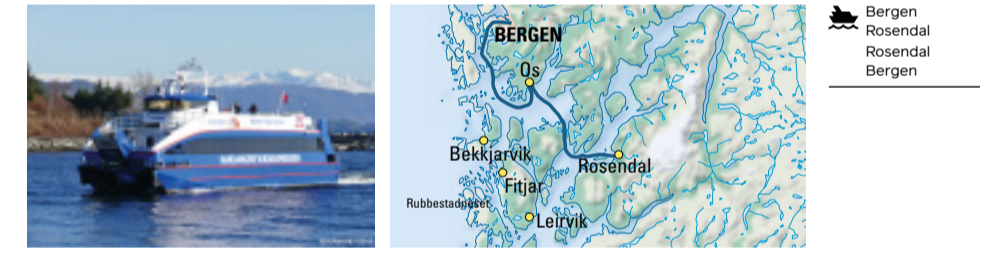 BERGEN
Os
Bekkjarvik
Fitjar
Rubbestadneset
Leirvik
Rosendal
Bergen
Rosendal
Rosendal
Bergen